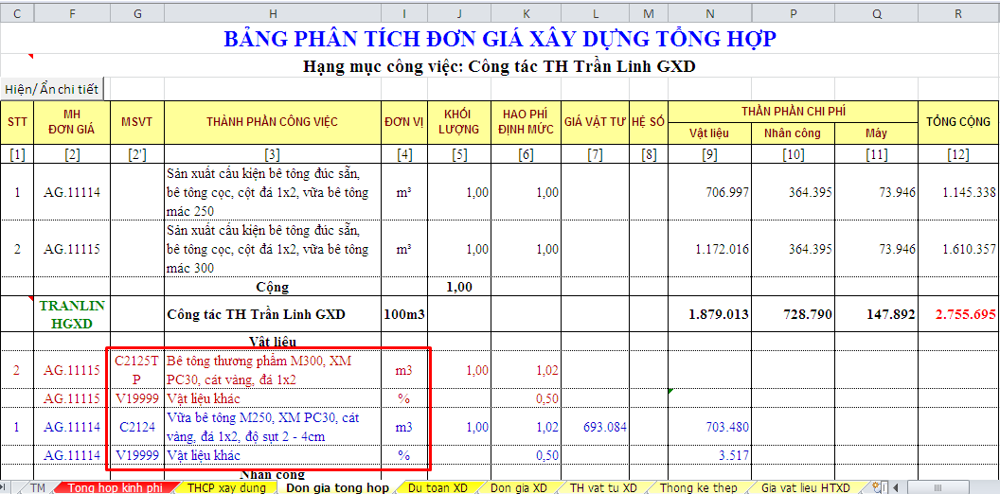 C F G H I J K L M N P Q R
BẢNG PHÂN TÍCH ĐƠN GIÁ XÂY DỰNG TỔNG HỢP
Hạng mục công việc: Công tác TH Trần Linh GXD
Hiện/ Ẩn chi tiết
STT MH ĐƠN GIÁ MSVT THÀNH PHẦN CÔNG VIỆC ĐƠN VỊ KHỐI LƯỢNG HAO PHÍ ĐỊNH MỨC GIÁ VẬT TƯ HỆ SỐ THẦN PHẦN CHI PHÍ TỔNG CỘNG
Vật liệu Nhân công Máy
[1] [2] [2'] [3] [4] [5] [6] [7] [8] [9] [10] [11] [12]
Sản xuất cấu kiện bê tông đúc sẵn,
1 AG.11114 bê tông cọc, cột đá 1x2, vữa bê tông m³ 1,00 1,00 706.997 364.395 73.946 1.145.338
mác 250
Sản xuất cấu kiện bê tông đúc sẵn,
2 AG.11115 bê tông cọc, cột đá 1x2, vữa bê tông m³ 1,00 1,00 1.172.016 364.395 73.946 1.610.357
mác 300
Cộng 1,00
TRANLIN
HGXD Công tác TH Trần Linh GXD 100m3 1.879.013 728.790 147.892 2.755.695
Vật liệu
2 AG.11115 C2125T
P Bê tông thương phẩm M300, XM
PC30, cát vàng, đá 1x2 m3 1,00 1,02
AG.11115 V19999 Vật liệu khác % 0,50
1 AG.11114 C2124 Vữa bê tông M250, XM PC30, cát
vàng, đá 1x2, độ sụt 2 - 4cm m3 1,00 1,02 693.084 703.480
AG.11114 V19999 Vật liệu khác % 0,50 3.517
Nhân công
TM Tong hop kinh phi THCP xay dung Don gia tong hop Du toan XD Don gia XD TH vat tu XD Thong ke thep Gia vat lieu HTXD